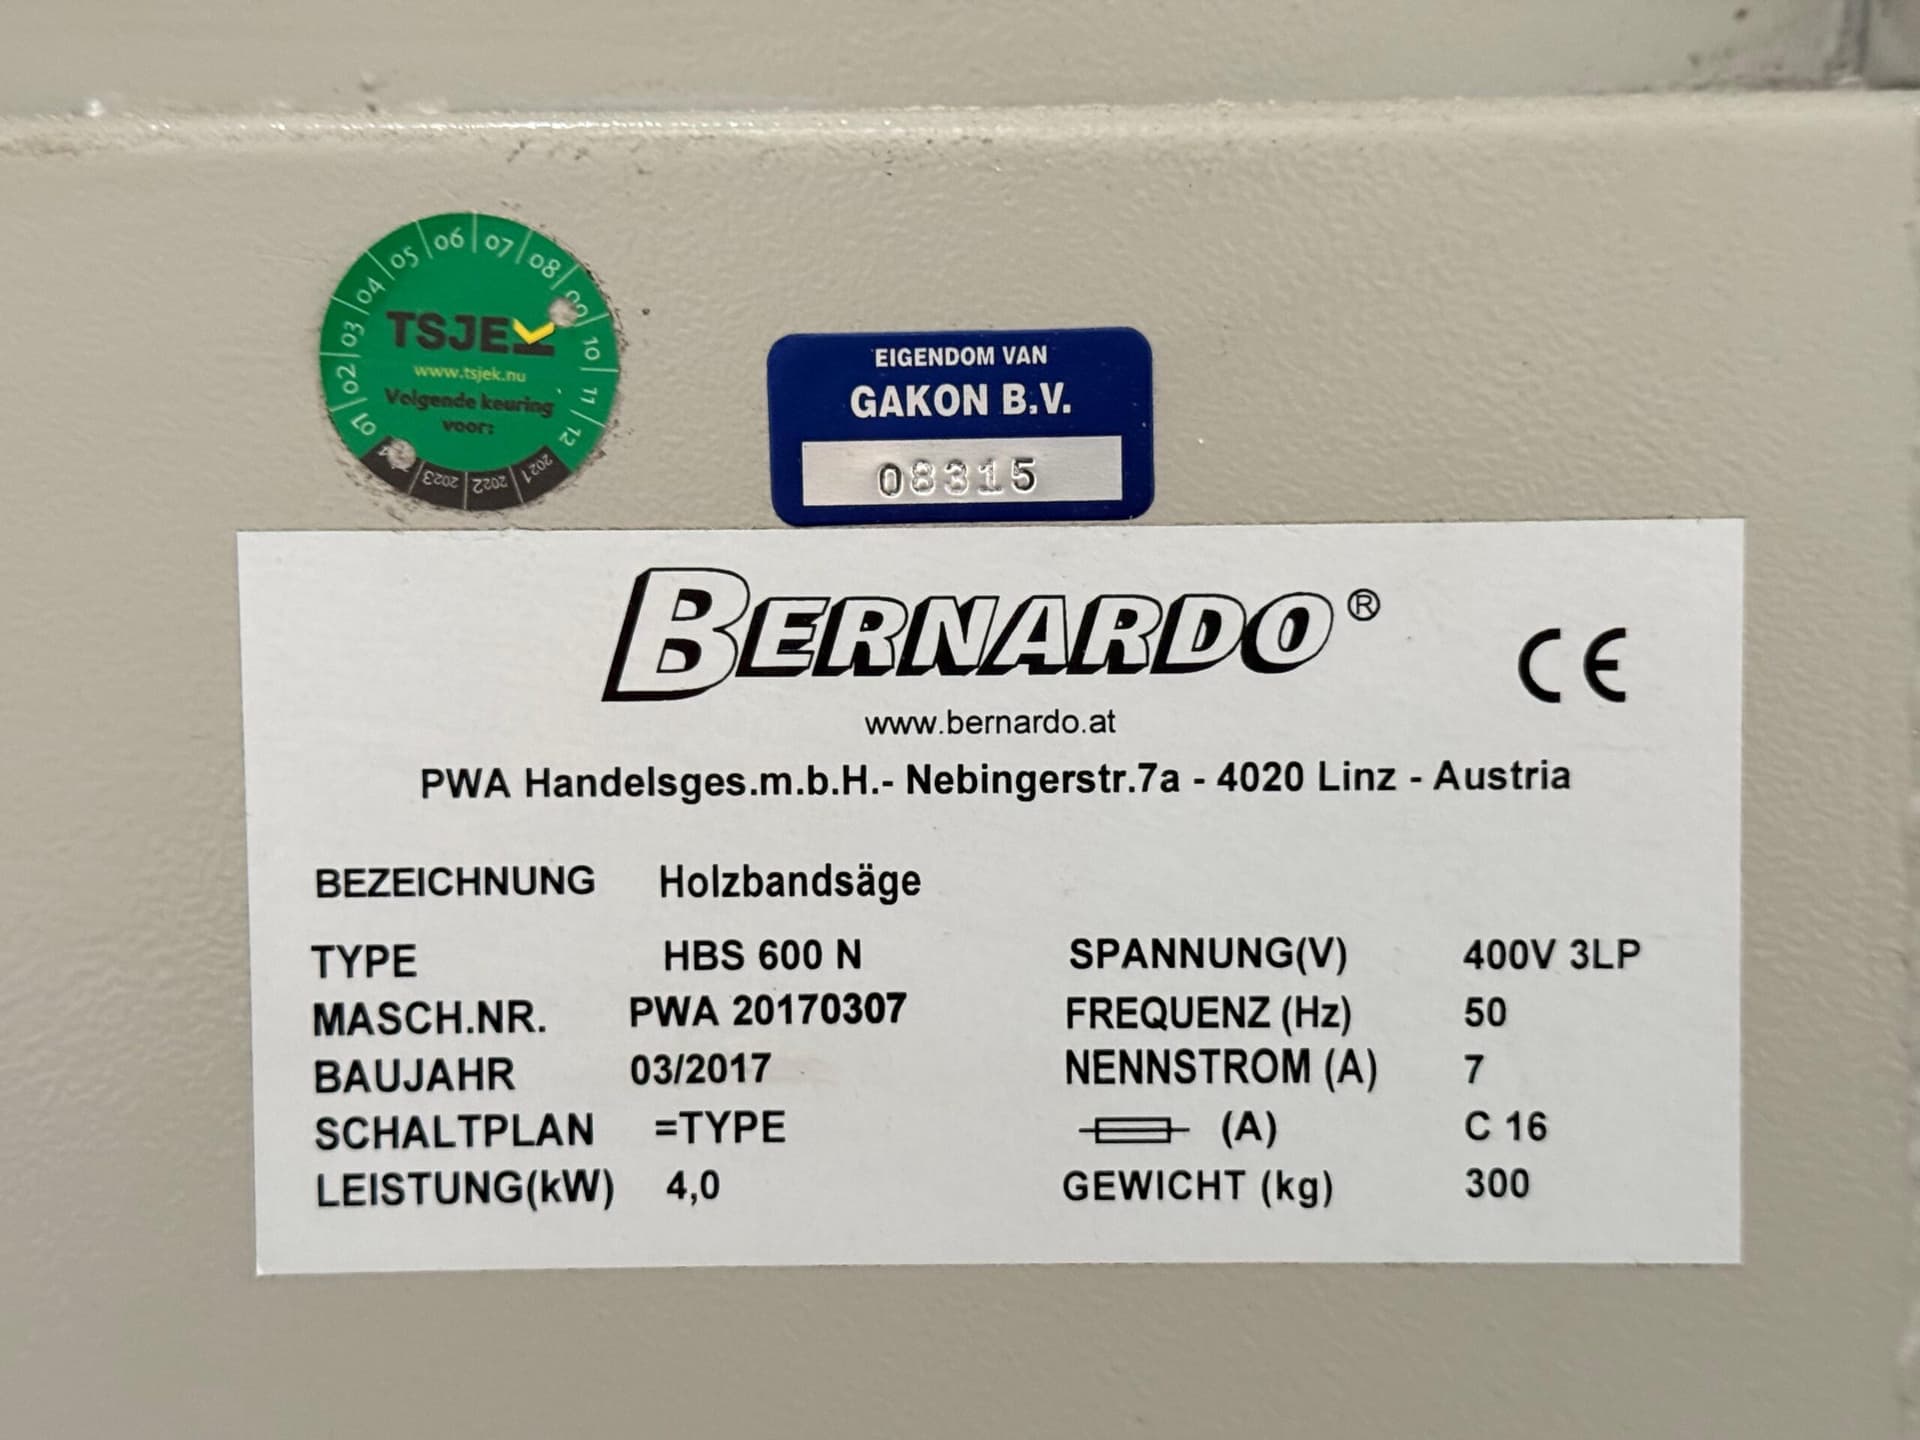 01 02 03 04 05 06 07 08 09 10 11 12
TSJEK
www.tsjek.nu
Volgende keuring
voor:
2023 2022 2021
EIGENDOM VAN
GAKON B.V.
08315
BERNARDO®
CE
www.bernardo.at
PWA Handelsges.m.b.H.- Nebingerstr.7a - 4020 Linz - Austria
BEZEICHNUNG Holzbandsäge
TYPE HBS 600 N SPANNUNG(V) 400V 3LP
MASCH.NR. PWA 20170307 FREQUENZ (Hz) 50
BAUJAHR 03/2017 NENNSTROM (A) 7
SCHALTPLAN =TYPE (A) C 16
LEISTUNG(kW) 4,0 GEWICHT (kg) 300